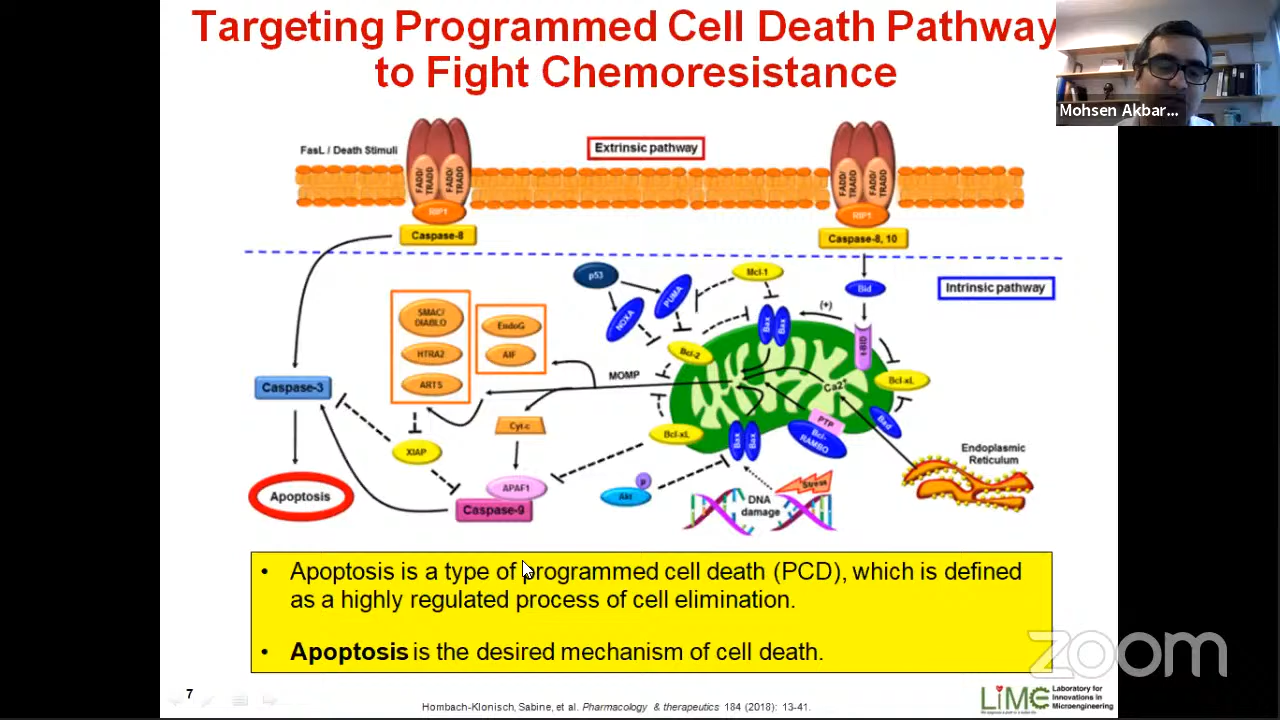 Targeting Programmed Cell Death Pathway
to Fight Chemoresistance
Mohsen Akbar...
FasL / Death Stimuli
Extrinsic pathway
FADD/
TRADD
FADD/
TRADD
FADD/
TRADD
FADD/
TRADD
RIP1
RIP1
Caspase-8
Caspase-8, 10
p53
PUMA
NOXA
Mcl-1
Bid
Intrinsic pathway
SMAC/
DIABLO
HTRA2
ARTS
EndoG
AIF
Bax
Bax
(+)
t-BID
Bcl-2
MOMP
Ca2+
Bcl-xL
Caspase-3
Cyt.c
Bcl-xL
Bax
Bax
PTP
Bcl-
RAMBO
Bad
Endoplasmic
Reticulum
XIAP
Apoptosis
APAF1
Caspase-9
Akt
P
DNA
damage
Stress
• Apoptosis is a type of programmed cell death (PCD), which is defined
as a highly regulated process of cell elimination.
• Apoptosis is the desired mechanism of cell death.
zoom
7
Hombach-Klonisch, Sabine, et al. Pharmacology & therapeutics 184 (2018): 13-41.
LiME
Laboratory for
Innovations in
Microengineering